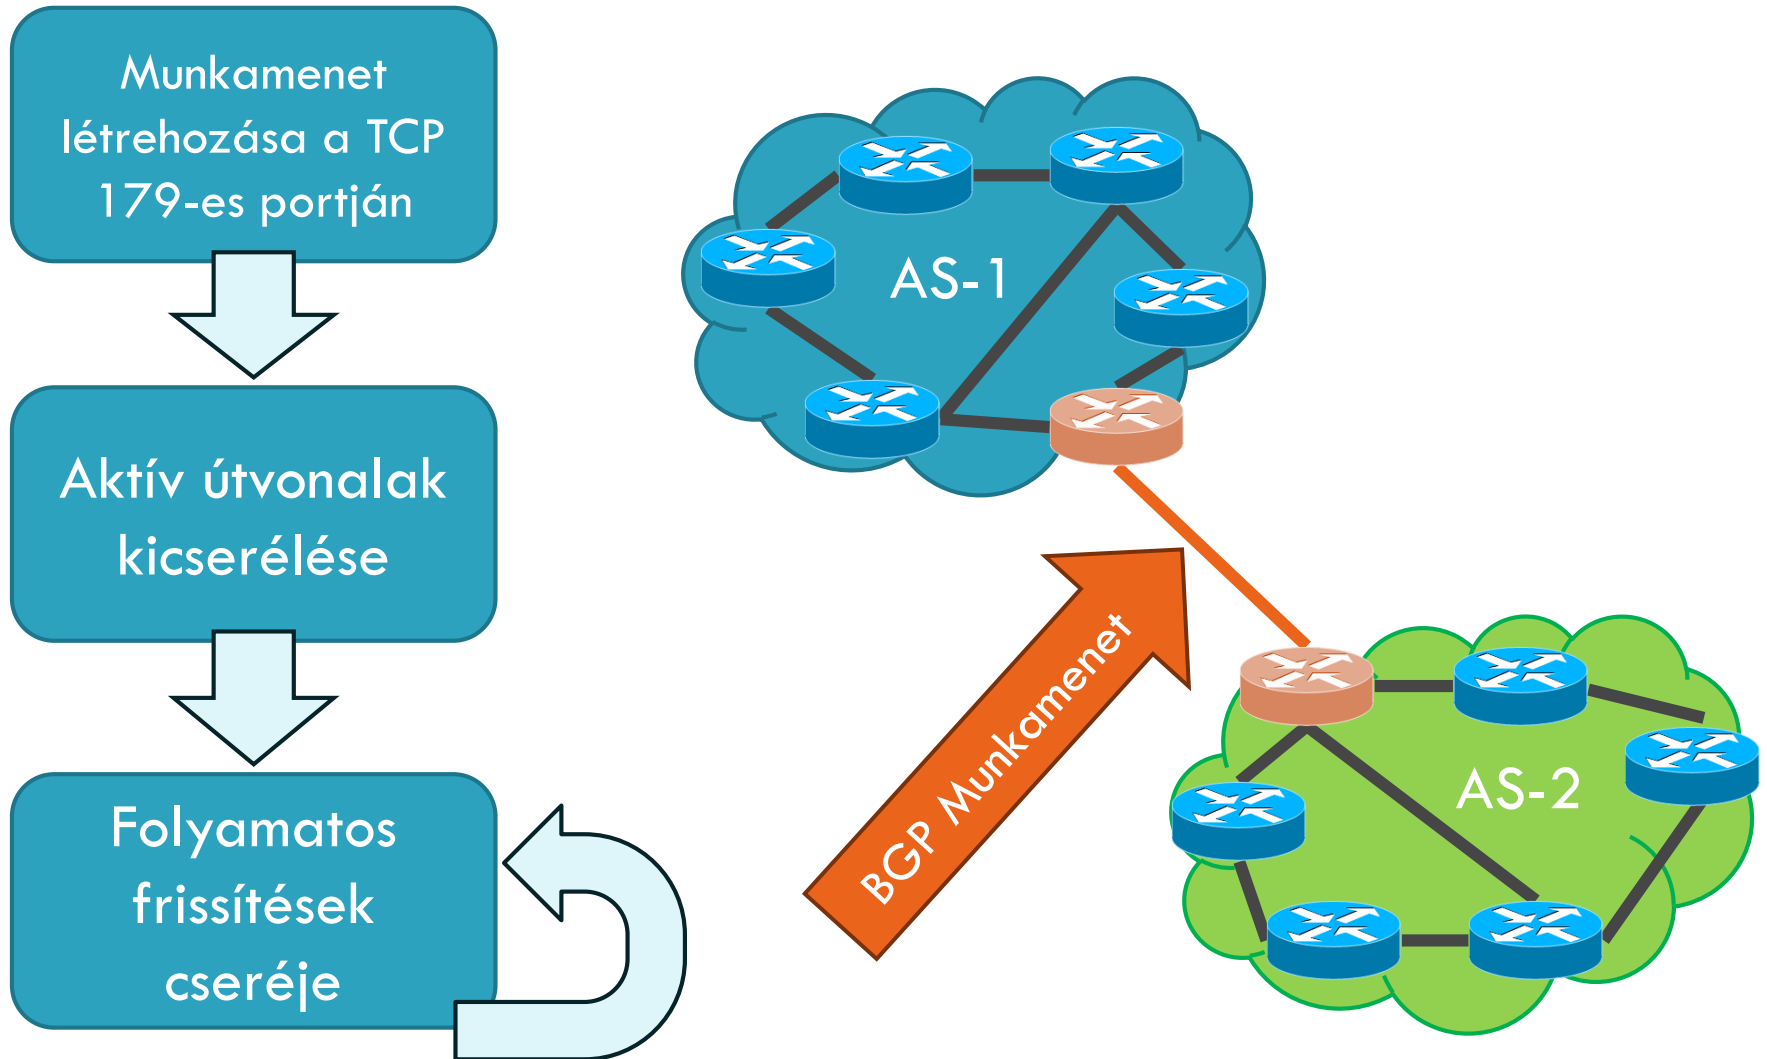 Munkamenet
létrehozása a TCP
179-es portján
Aktív útvonalak
kicserélése
Folyamatos
frissítések
cseréje
AS-1
BGP Munkamenet
AS-2